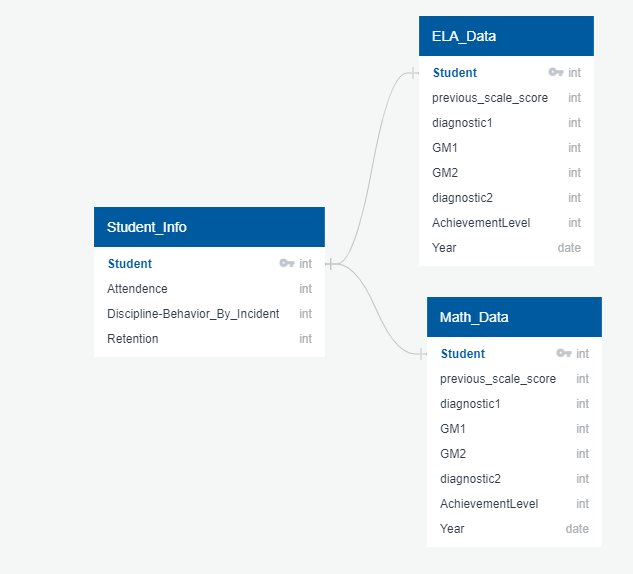 ELA_Data
Student int
previous_scale_score int
diagnostic1 int
GM1 int
GM2 int
diagnostic2 int
AchievementLevel int
Year date
Student_Info
Student int
Attendence int
Discipline-Behavior_By_Incident int
Retention int
Math_Data
Student int
previous_scale_score int
diagnostic1 int
GM1 int
GM2 int
diagnostic2 int
AchievementLevel int
Year date